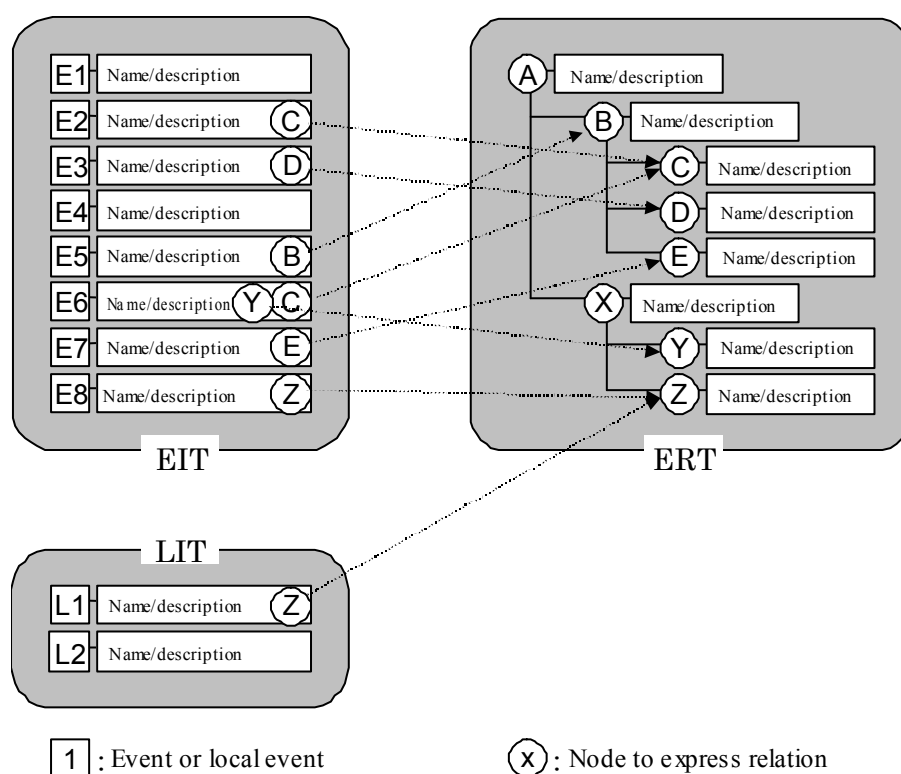 E1 Name/description
E2 Name/description C
E3 Name/description D
E4 Name/description
E5 Name/description B
E6 Name/description Y C
E7 Name/description E
E8 Name/description Z
EIT
A Name/description
B Name/description
C Name/description
D Name/description
E Name/description
X Name/description
Y Name/description
Z Name/description
ERT
LIT
L1 Name/description Z
L2 Name/description
1 : Event or local event
x : Node to express relation